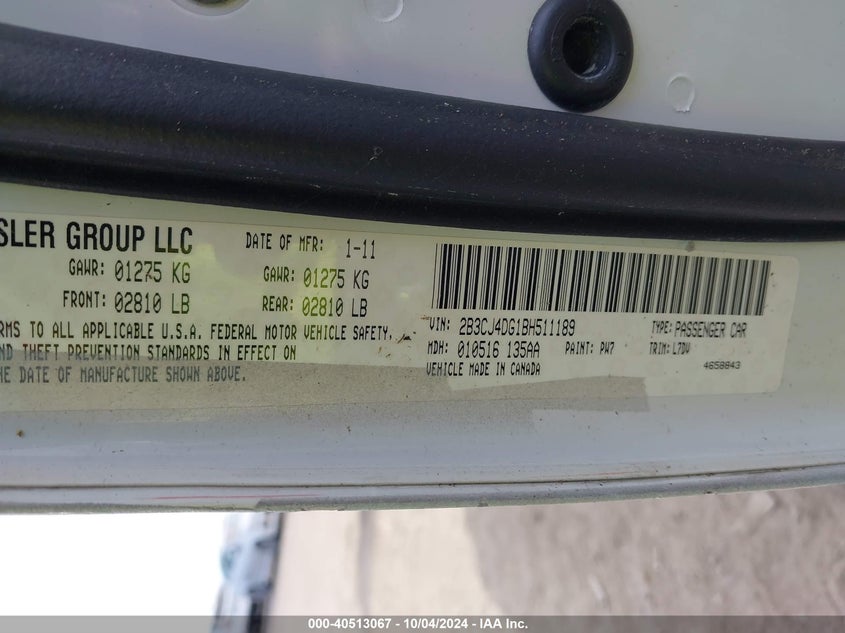 SLER GROUP LLC DATE OF MFR: 1-11
GAWR: 01275 KG GAWR: 01275 KG
FRONT: 02810 LB REAR: 02810 LB
RMS TO ALL APPLICABLE U.S.A. FEDERAL MOTOR VEHICLE SAFETY,
ND THEFT PREVENTION STANDARDS IN EFFECT ON
HE DATE OF MANUFACTURE SHOWN ABOVE.
VIN: 2B3CJ4DG1BH511189 TYPE: PASSENGER CAR
MDH: 010516 135AA PAINT: PW7 TRIM: L7DV
VEHICLE MADE IN CANADA 4658843
000-40513067 - 10/04/2024 - IAA Inc.